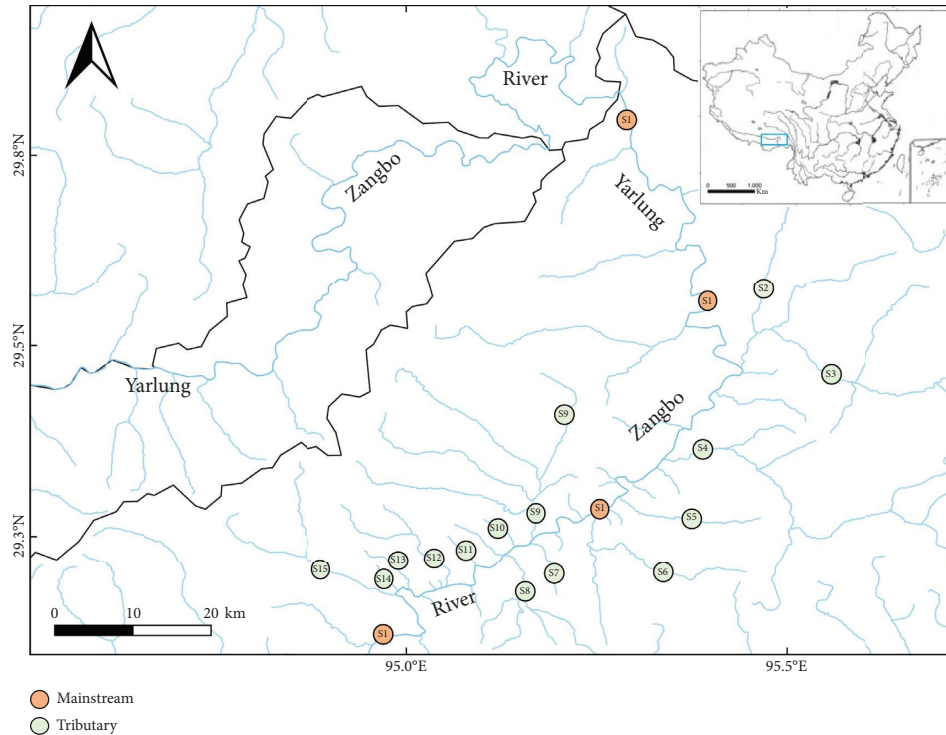 River
S1
29.8°N
Zangbo
Yarlung
0 500 1,000
Km
S2
S1
29.5°N
Yarlung
S3
Zangbo
S9
S4
S1
S9
S5
S10
29.3°N
S11
S12
S13
S15
S14
S7
S6
S8
River
0 10 20 km
S1
95.0°E
95.5°E
Mainstream
Tributary